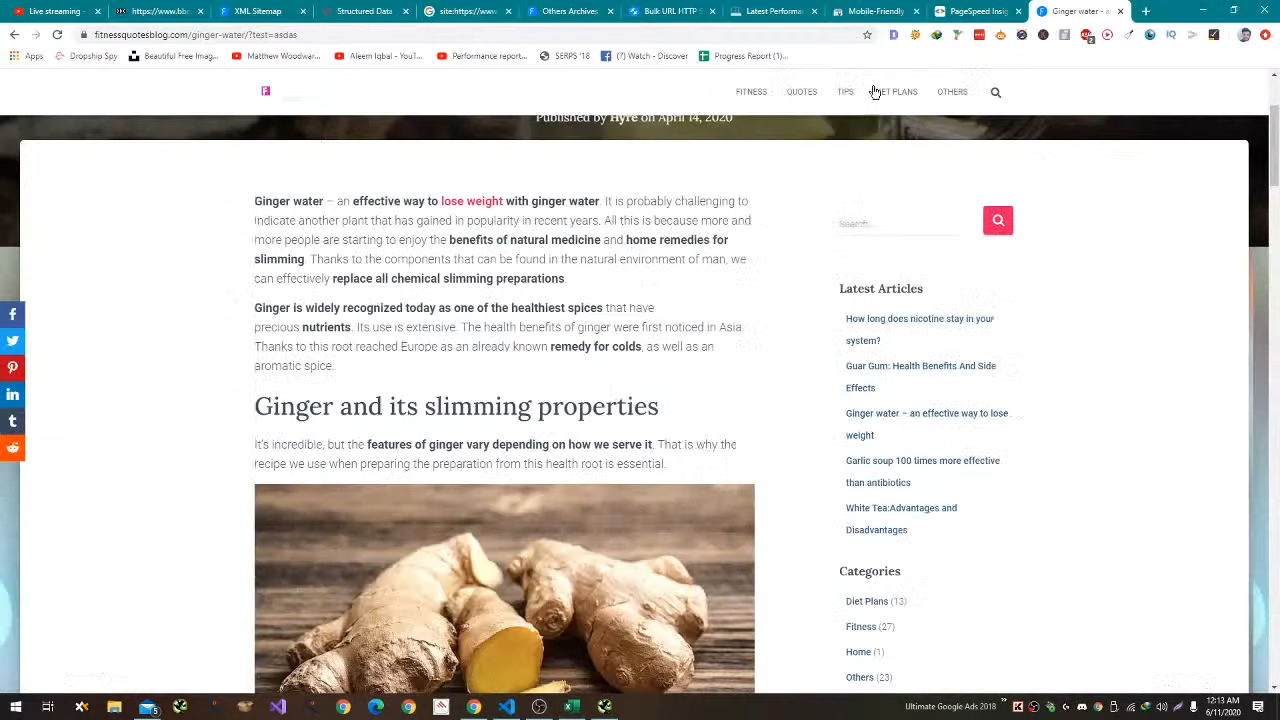 Live streaming
https://www.bb
XML Sitemap
STAT
site:https://w
Others Archive
Bulk URL HTTP S
Latest Performa
Mobile-Friendly
PageSpeed Insig
Ginger water - a
fitnessquotesblog.com/ginger-water/?test=asdas
Apps
Dropship Spy
Beautiful Free Imag...
Matthew Woodwar...
Aleem Iqbal - YouT...
Performance report...
SERPS '18
(?) Watch - Discover
Progress Report (1)...
F
FITNESS
QUOTES
TIPS
ET PLANS
OTHERS
Published by Hyre on April 14, 2020
Ginger water – an effective way to lose weight with ginger water. It is probably challenging to
indicate another plant that has gained in popularity in recent years. All this is because more and
more people are starting to enjoy the benefits of natural medicine and home remedies for
slimming. Thanks to the components that can be found in the natural environment of man, we
can effectively replace all chemical slimming preparations.
Ginger is widely recognized today as one of the healthiest spices that have
precious nutrients. Its use is extensive. The health benefits of ginger were first noticed in Asia.
Thanks to this root reached Europe as an already known remedy for colds, as well as an
aromatic spice.
Ginger and its slimming properties
It's incredible, but the features of ginger vary depending on how we serve it. That is why the
recipe we use when preparing the preparation from this health root is essential.
Search...
Latest Articles
How long does nicotine stay in your
system?
Guar Gum: Health Benefits And Side
Effects
Ginger water – an effective way to lose
weight
Garlic soup 100 times more effective
than antibiotics
White Tea:Advantages and
Disadvantages
Categories
Diet Plans (13)
Fitness (27)
Home (1)
Others (23)
Ultimate Google Ads 2018
12:13 AM
6/11/2020